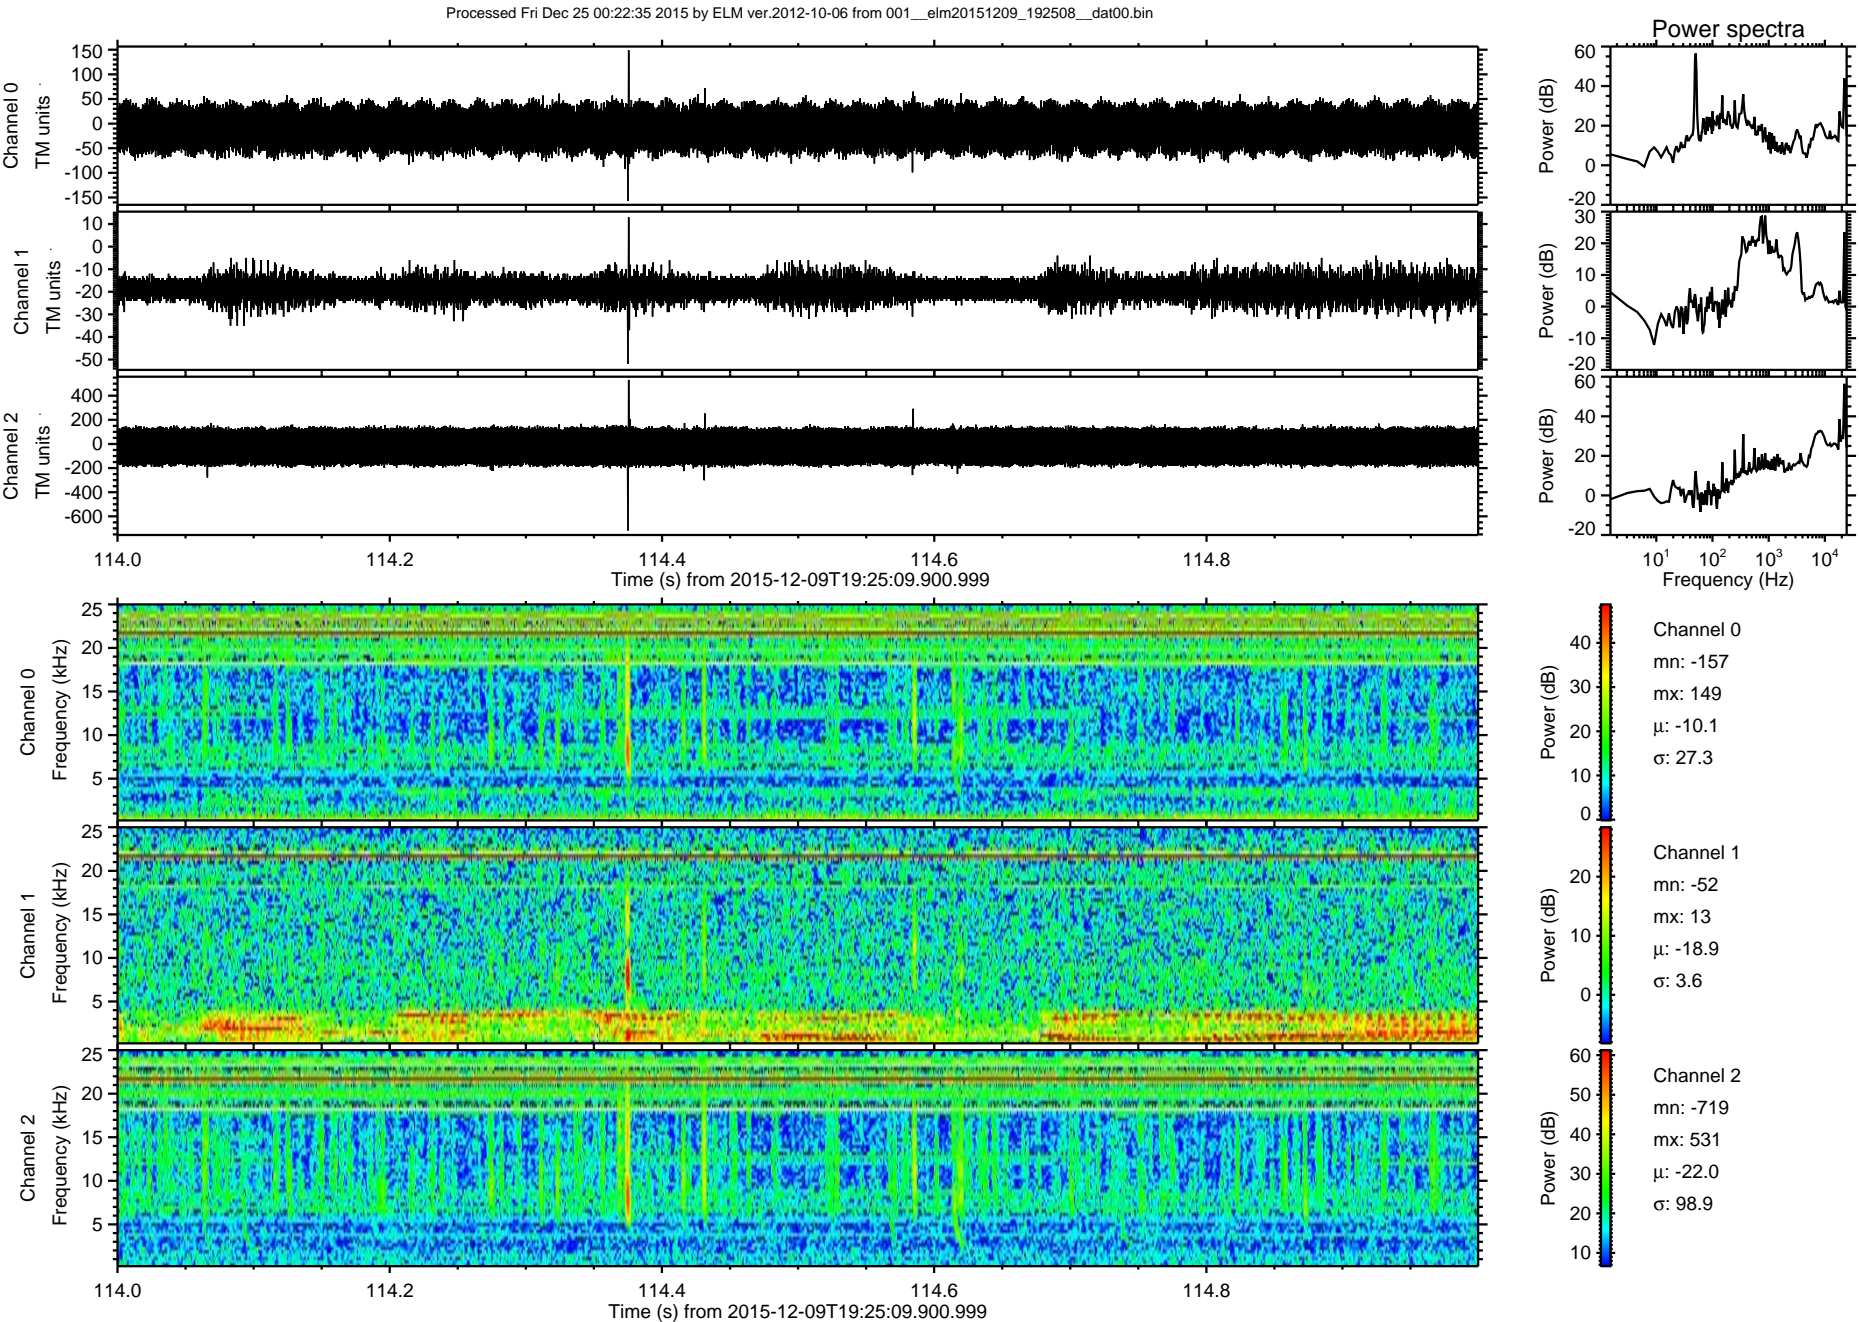 Processed Fri Dec 25 00:22:35 2015 by ELM ver.2012-10-06 from 001__elm20151209_192508__dat00.bin
Power spectra
Channel 0
TM units
150
100
50
0
-50
-100
-150
Power (dB)
60
40
20
0
-20
Channel 1
TM units
10
0
-10
-20
-30
-40
-50
Power (dB)
30
20
10
0
-10
-20
Channel 2
TM units
400
200
0
-200
-400
-600
Power (dB)
60
40
20
0
-20
114.0 114.2 114.4 114.6 114.8
Time (s) from 2015-12-09T19:25:09.900.999
10^1 10^2 10^3 10^4
Frequency (Hz)
Channel 0
Frequency (kHz)
25
20
15
10
5
Power (dB)
40
30
20
10
0
Channel 0
mn: -157
mx: 149
μ: -10.1
σ: 27.3
Channel 1
Frequency (kHz)
25
20
15
10
5
Power (dB)
20
10
0
Channel 1
mn: -52
mx: 13
μ: -18.9
σ: 3.6
Channel 2
Frequency (kHz)
25
20
15
10
5
Power (dB)
60
50
40
30
20
10
Channel 2
mn: -719
mx: 531
μ: -22.0
σ: 98.9
114.0 114.2 114.4 114.6 114.8
Time (s) from 2015-12-09T19:25:09.900.999